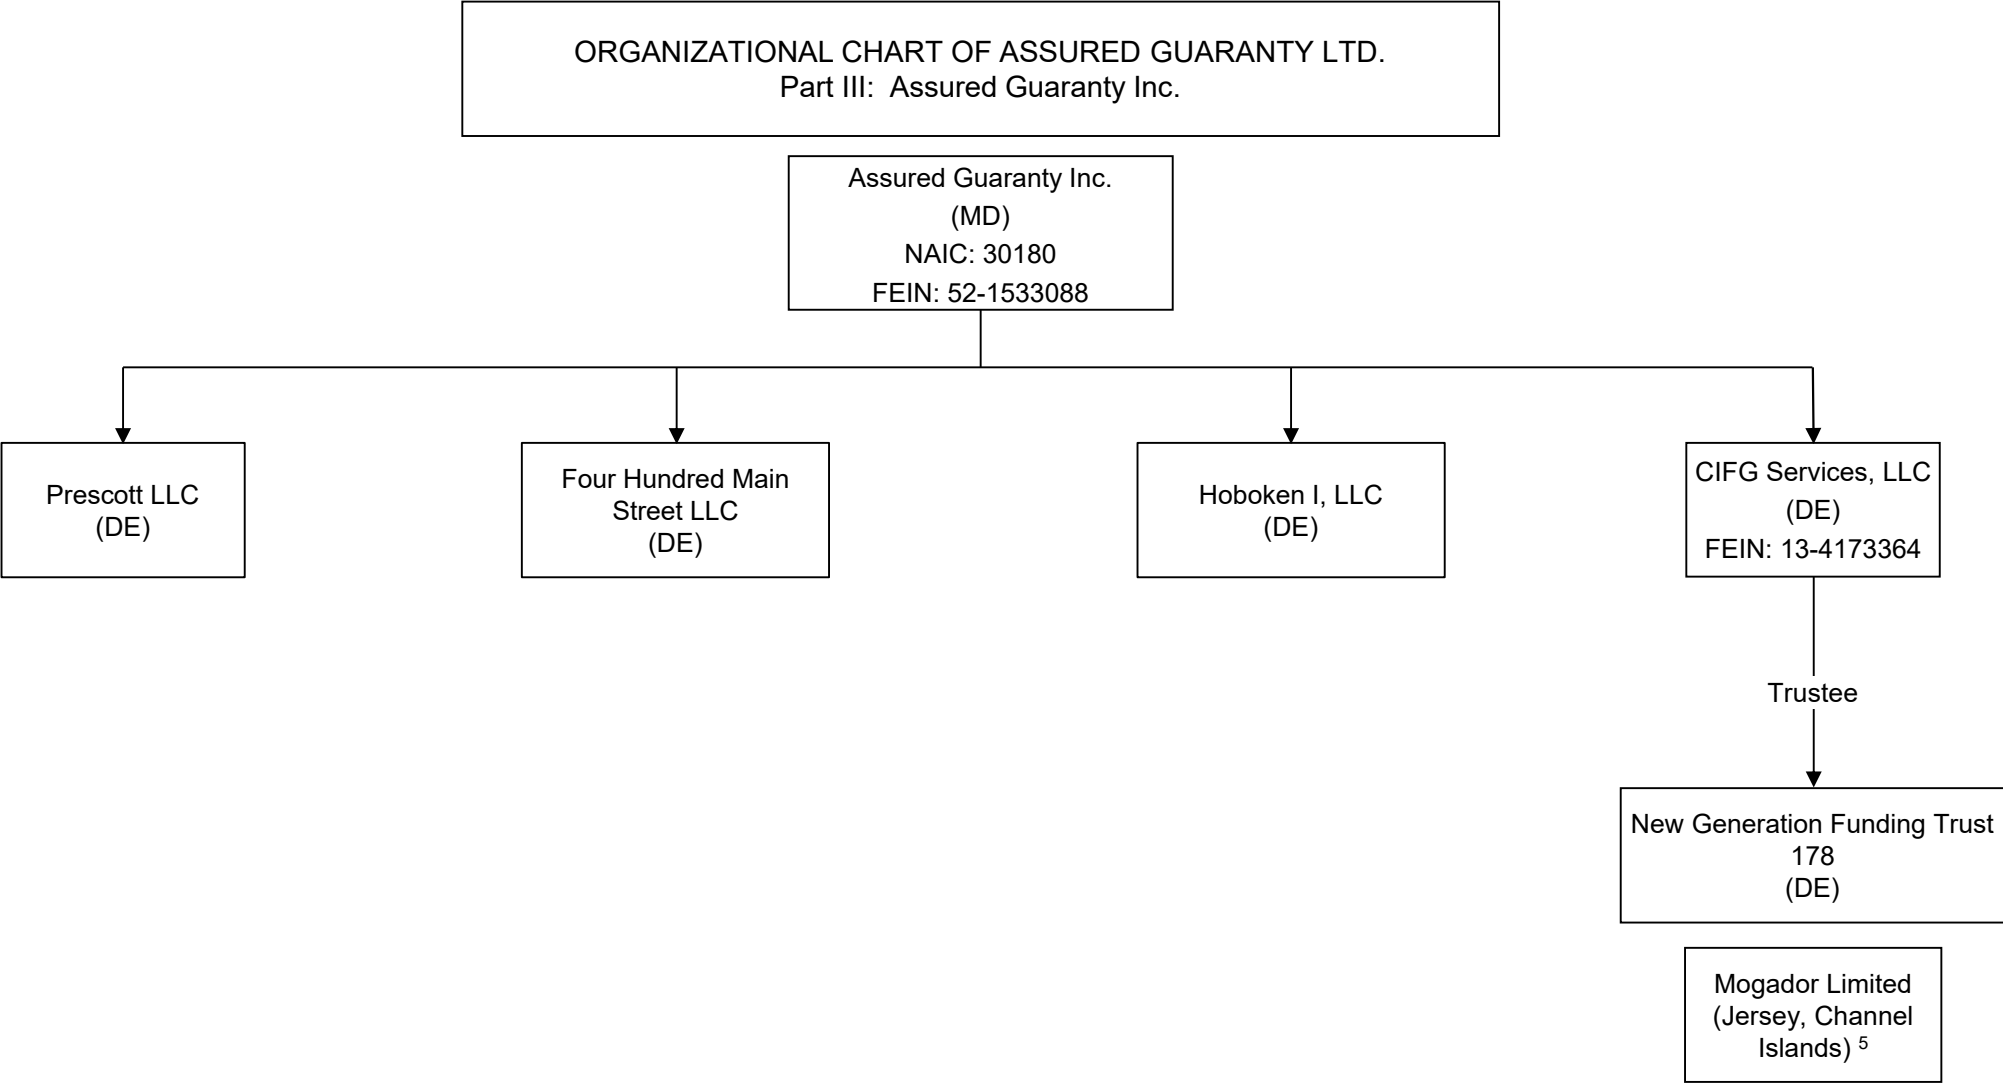 ORGANIZATIONAL CHART OF ASSURED GUARANTY LTD.
Part III:  Assured Guaranty Inc.
Assured Guaranty Inc.
(MD)
NAIC: 30180
FEIN: 52-1533088
Prescott LLC
(DE)
Four Hundred Main
Street LLC
(DE)
Hoboken I, LLC
(DE)
CIFG Services, LLC
(DE)
FEIN: 13-4173364
Trustee
New Generation Funding Trust
178
(DE)
Mogador Limited
(Jersey, Channel
Islands) 5